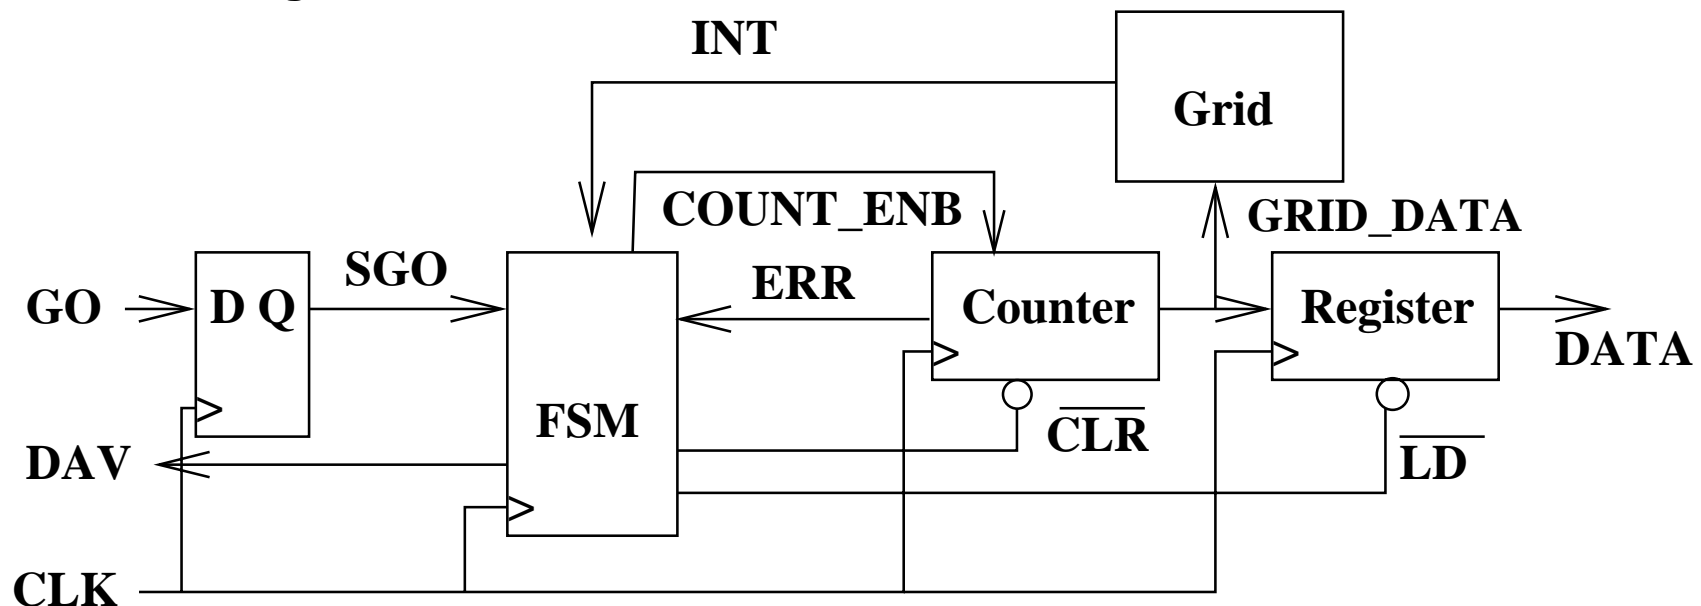 INT
Grid
COUNT_ENB
GRID_DATA
SGO
ERR
GO
D Q
Counter
Register
DATA
FSM
CLR
DAV
LD
CLK